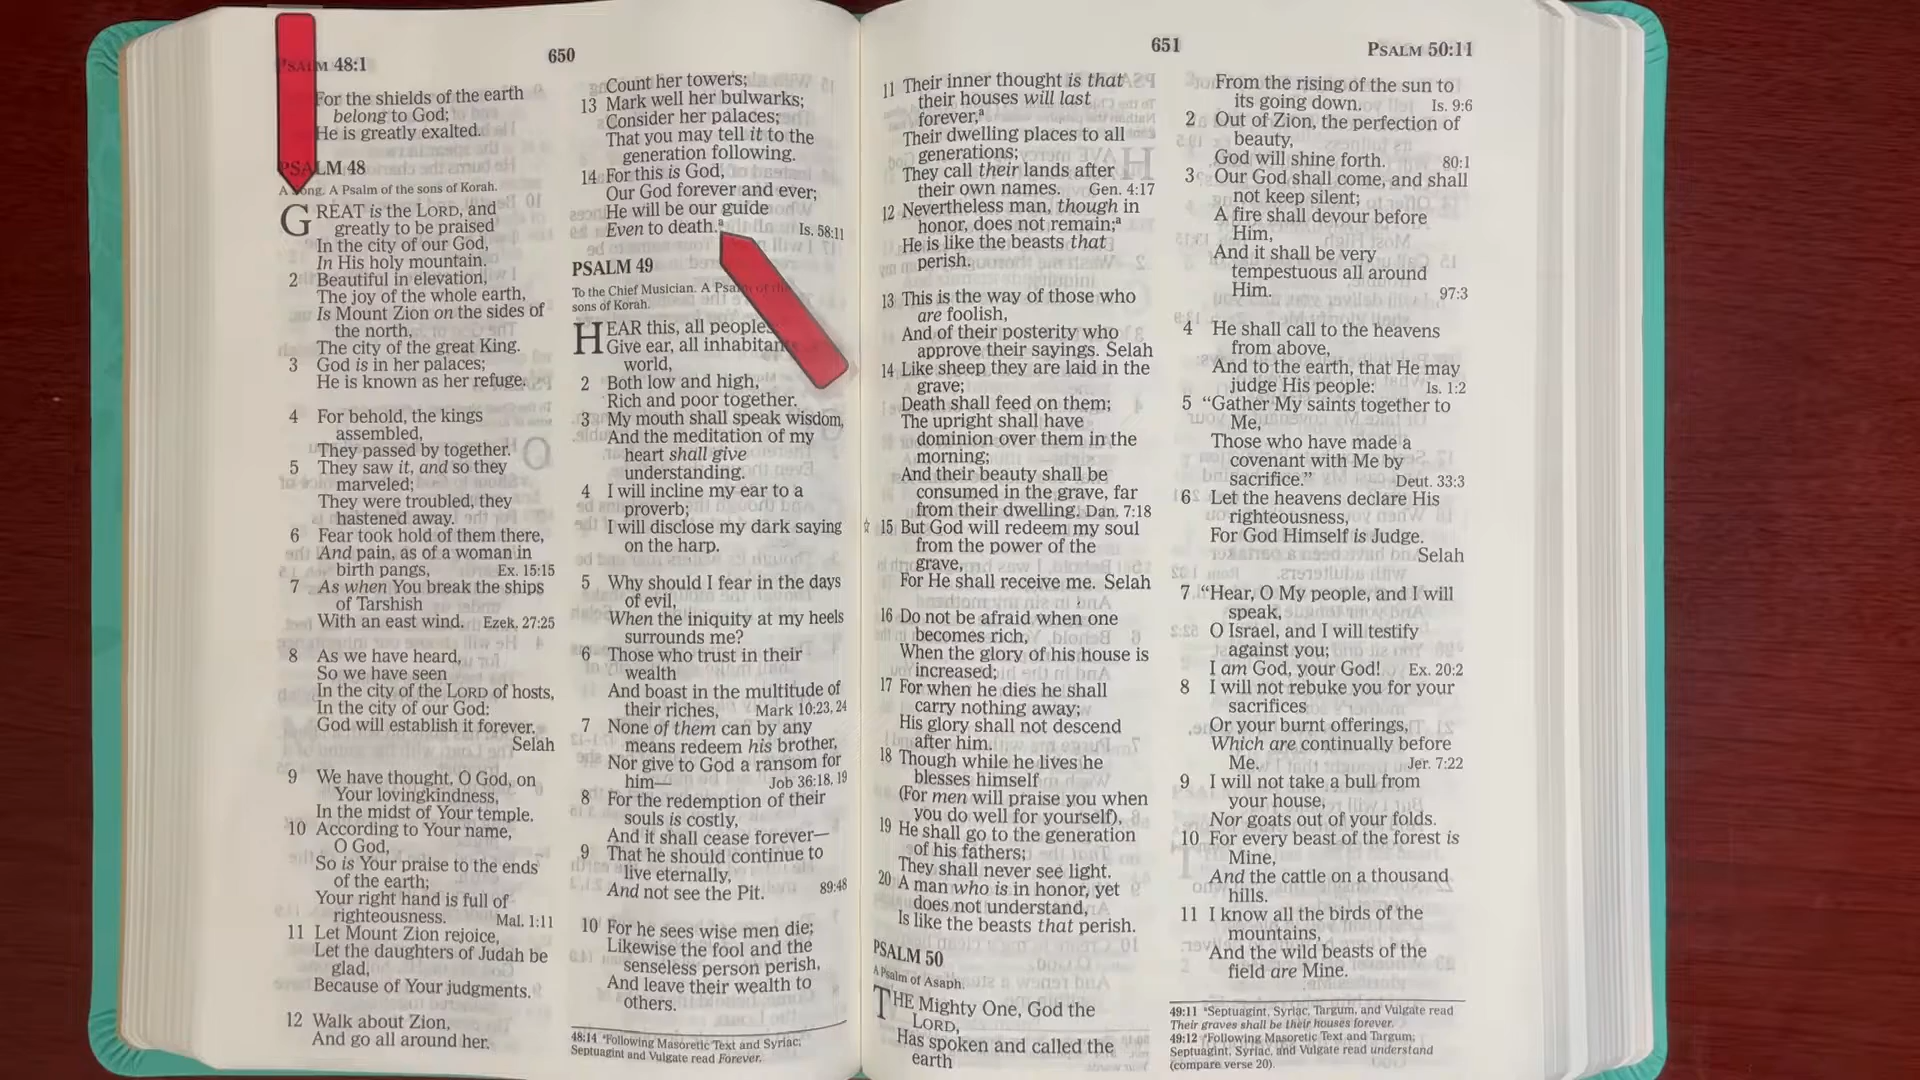 PSALM 48:1
650
For the shields of the earth
belong to God;
He is greatly exalted.
PSALM 48
A Song. A Psalm of the sons of Korah.
GREAT is the LORD, and
greatly to be praised
In the city of our God,
In His holy mountain.
2 Beautiful in elevation,
The joy of the whole earth,
Is Mount Zion on the sides of
the north,
The city of the great King.
3 God is in her palaces;
He is known as her refuge.
4 For behold, the kings
assembled,
They passed by together.
5 They saw it, and so they
marveled;
They were troubled, they
hastened away.
6 Fear took hold of them there,
And pain, as of a woman in
birth pangs, Ex. 15:15
7 As when You break the ships
of Tarshish
With an east wind. Ezek. 27:25
8 As we have heard,
So we have seen
In the city of the LORD of hosts,
In the city of our God:
God will establish it forever.
Selah
9 We have thought, O God, on
Your lovingkindness,
In the midst of Your temple.
10 According to Your name,
O God,
So is Your praise to the ends
of the earth;
Your right hand is full of
righteousness. Mal. 1:11
11 Let Mount Zion rejoice,
Let the daughters of Judah be
glad,
Because of Your judgments.
12 Walk about Zion,
And go all around her.
Count her towers;
13 Mark well her bulwarks;
Consider her palaces;
That you may tell it to the
generation following.
14 For this is God,
Our God forever and ever;
He will be our guide
Even to death.a Is. 58:11
PSALM 49
To the Chief Musician. A Psalm of the
sons of Korah.
HEAR this, all peoples;
Give ear, all inhabitants
world,
2 Both low and high,
Rich and poor together.
3 My mouth shall speak wisdom,
And the meditation of my
heart shall give
understanding.
4 I will incline my ear to a
proverb;
I will disclose my dark saying
on the harp.
5 Why should I fear in the days
of evil,
When the iniquity at my heels
surrounds me?
6 Those who trust in their
wealth
And boast in the multitude of
their riches, Mark 10:23, 24
7 None of them can by any
means redeem his brother,
Nor give to God a ransom for
him— Job 36:18, 19
8 For the redemption of their
souls is costly,
And it shall cease forever—
9 That he should continue to
live eternally,
And not see the Pit. 89:48
10 For he sees wise men die;
Likewise the fool and the
senseless person perish,
And leave their wealth to
others.
48:14 aFollowing Masoretic Text and Syriac;
Septuagint and Vulgate read Forever.
651
PSALM 50:11
11 Their inner thought is that
their houses will last
forever,a
Their dwelling places to all
generations;
They call their lands after
their own names. Gen. 4:17
12 Nevertheless man, though in
honor, does not remain;a
He is like the beasts that
perish.
13 This is the way of those who
are foolish,
And of their posterity who
approve their sayings. Selah
14 Like sheep they are laid in the
grave;
Death shall feed on them;
The upright shall have
dominion over them in the
morning;
And their beauty shall be
consumed in the grave, far
from their dwelling. Dan. 7:18
☆ 15 But God will redeem my soul
from the power of the
grave,
For He shall receive me. Selah
16 Do not be afraid when one
becomes rich,
When the glory of his house is
increased;
17 For when he dies he shall
carry nothing away;
His glory shall not descend
after him.
18 Though while he lives he
blesses himself
(For men will praise you when
you do well for yourself),
19 He shall go to the generation
of his fathers;
They shall never see light.
20 A man who is in honor, yet
does not understand,
Is like the beasts that perish.
PSALM 50
A Psalm of Asaph.
THE Mighty One, God the
LORD,
Has spoken and called the
earth
From the rising of the sun to
its going down. Is. 9:6
2 Out of Zion, the perfection of
beauty,
God will shine forth. 80:1
3 Our God shall come, and shall
not keep silent;
A fire shall devour before
Him,
And it shall be very
tempestuous all around
Him. 97:3
4 He shall call to the heavens
from above,
And to the earth, that He may
judge His people: Is. 1:2
5 “Gather My saints together to
Me,
Those who have made a
covenant with Me by
sacrifice.” Deut. 33:3
6 Let the heavens declare His
righteousness,
For God Himself is Judge.
Selah
7 “Hear, O My people, and I will
speak,
O Israel, and I will testify
against you;
I am God, your God! Ex. 20:2
8 I will not rebuke you for your
sacrifices
Or your burnt offerings,
Which are continually before
Me. Jer. 7:22
9 I will not take a bull from
your house,
Nor goats out of your folds.
10 For every beast of the forest is
Mine,
And the cattle on a thousand
hills.
11 I know all the birds of the
mountains,
And the wild beasts of the
field are Mine.
49:11 aSeptuagint, Syriac, Targum, and Vulgate read
Their graves shall be their houses forever.
49:12 aFollowing Masoretic Text and Targum;
Septuagint, Syriac, and Vulgate read understand
(compare verse 20).